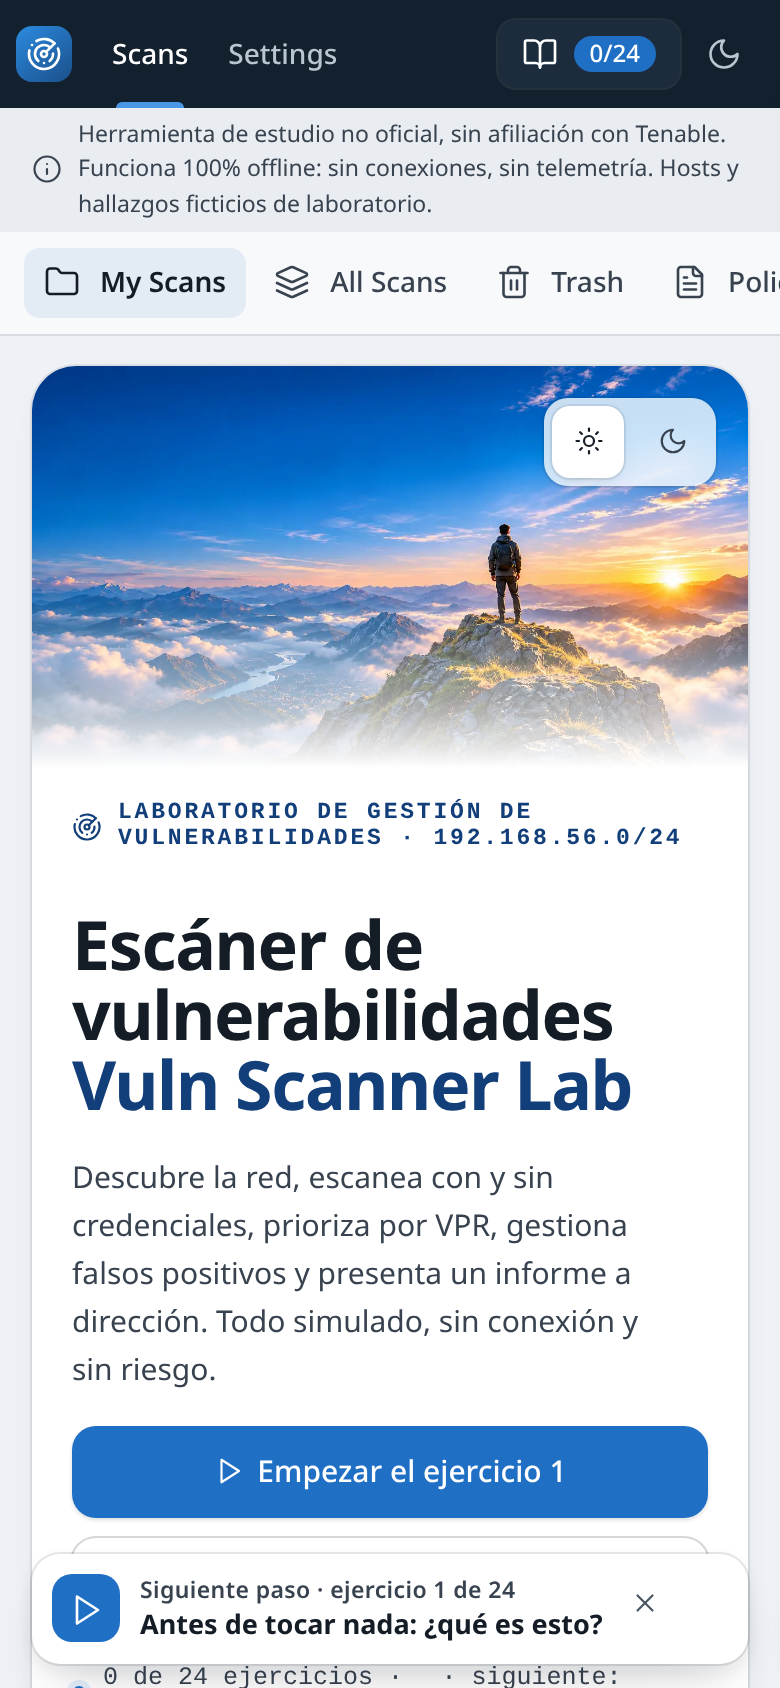 Scans
Settings
0/24
Herramienta de estudio no oficial, sin afiliación con Tenable.
Funciona 100% offline: sin conexiones, sin telemetría. Hosts y
hallazgos ficticios de laboratorio.
My Scans
All Scans
Trash
LABORATORIO DE GESTIÓN DE
VULNERABILIDADES · 192.168.56.0/24
Escáner de
vulnerabilidades
Vuln Scanner Lab
Descubre la red, escanea con y sin
credenciales, prioriza por VPR, gestiona
falsos positivos y presenta un informe a
dirección. Todo simulado, sin conexión y
sin riesgo.
Empezar el ejercicio 1
Siguiente paso · ejercicio 1 de 24
Antes de tocar nada: ¿qué es esto?
0 de 24 ejercicios · · siguiente: